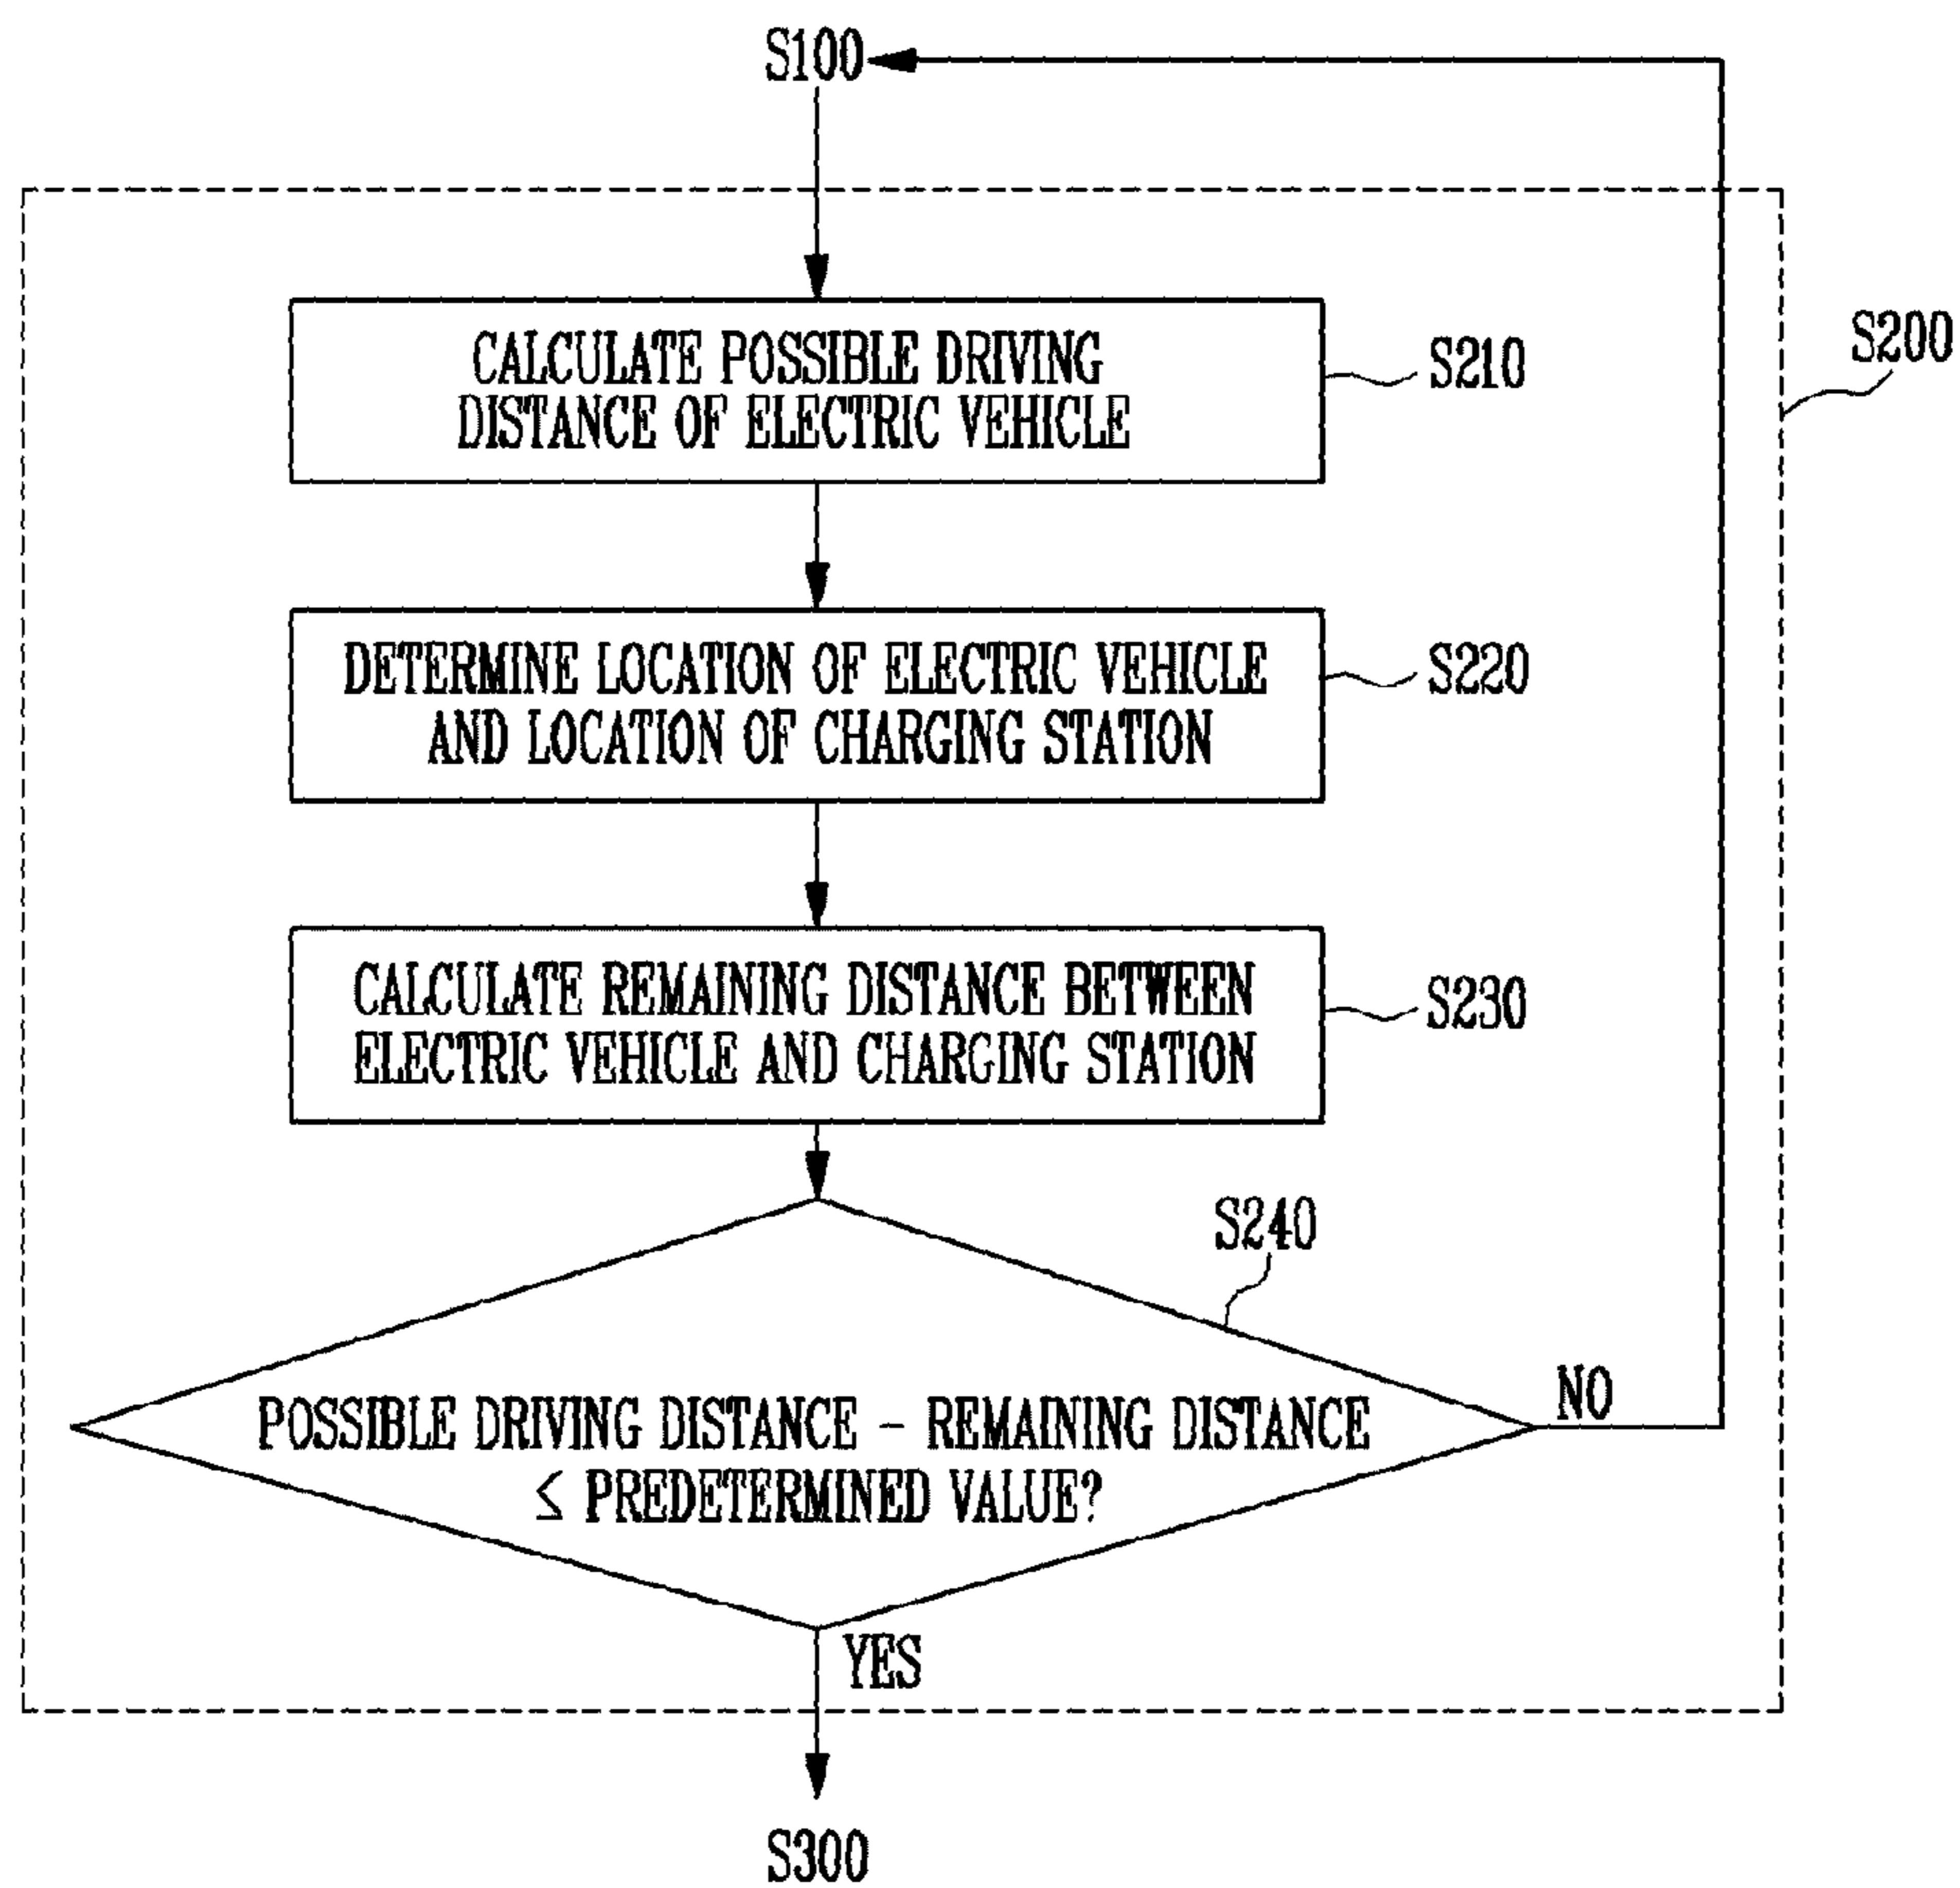 S100
CALCULATE POSSIBLE DRIVING
DISTANCE OF ELECTRIC VEHICLE
S210
S200
DETERMINE LOCATION OF ELECTRIC VEHICLE
AND LOCATION OF CHARGING STATION
S220
CALCULATE REMAINING DISTANCE BETWEEN
ELECTRIC VEHICLE AND CHARGING STATION
S230
S240
POSSIBLE DRIVING DISTANCE - REMAINING DISTANCE
≤ PREDETERMINED VALUE?
NO
YES
S300